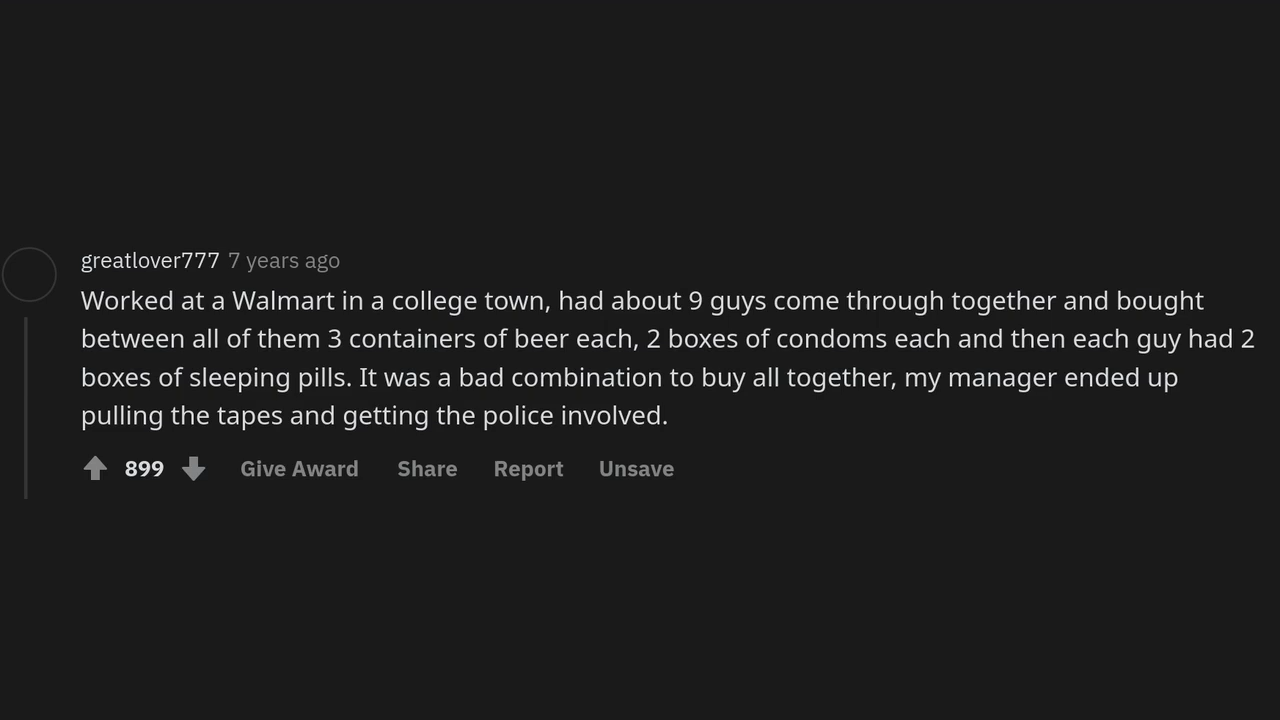 greatlover777 7 years ago
Worked at a Walmart in a college town, had about 9 guys come through together and bought
between all of them 3 containers of beer each, 2 boxes of condoms each and then each guy had 2
boxes of sleeping pills. It was a bad combination to buy all together, my manager ended up
pulling the tapes and getting the police involved.
899 Give Award Share Report Unsave